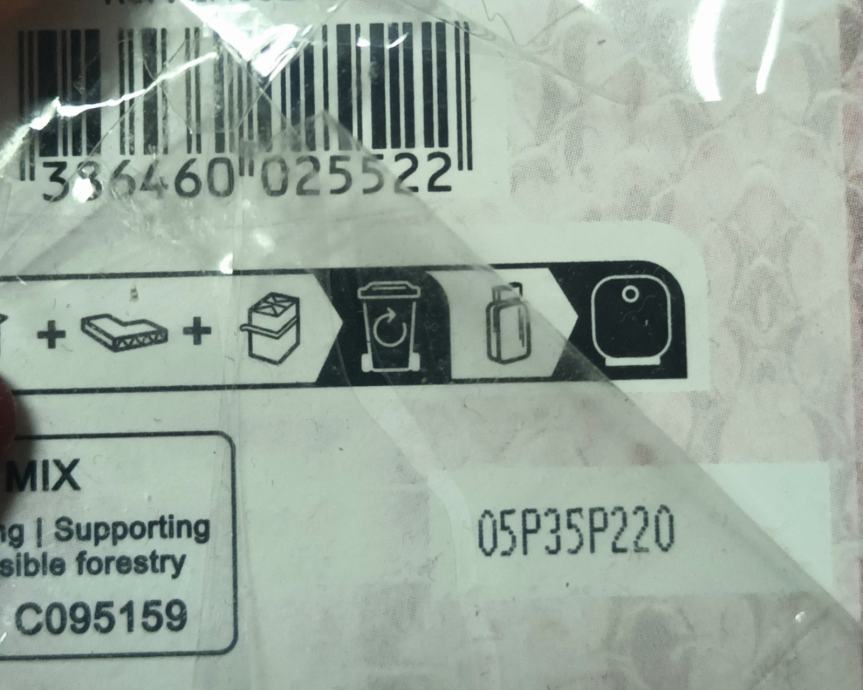 386460 025522
+ +
MIX
ng | Supporting
sible forestry
C095159
05P35P220